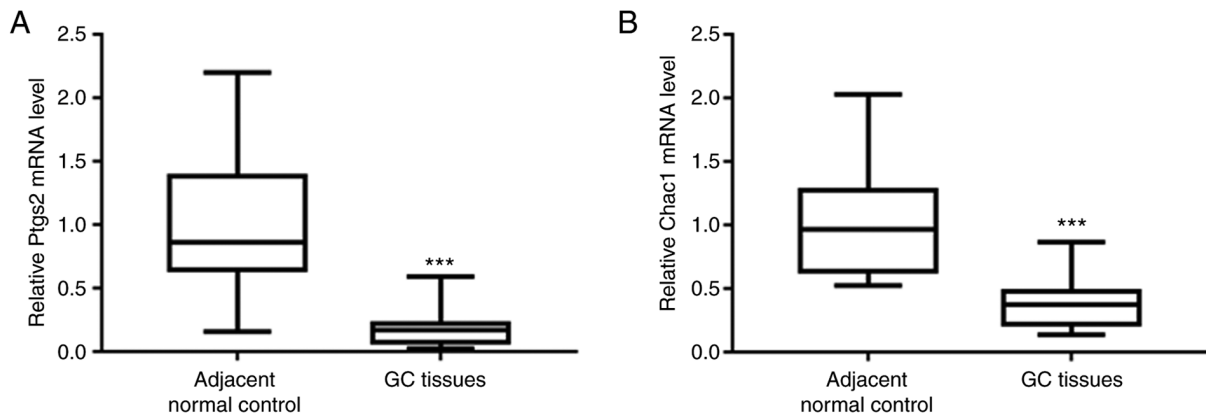 A
Relative Ptgs2 mRNA level
2.5
2.0
1.5
1.0
0.5
0.0
***
Adjacent
normal control
GC tissues
B
Relative Chac1 mRNA level
2.5
2.0
1.5
1.0
0.5
0.0
***
Adjacent
normal control
GC tissues